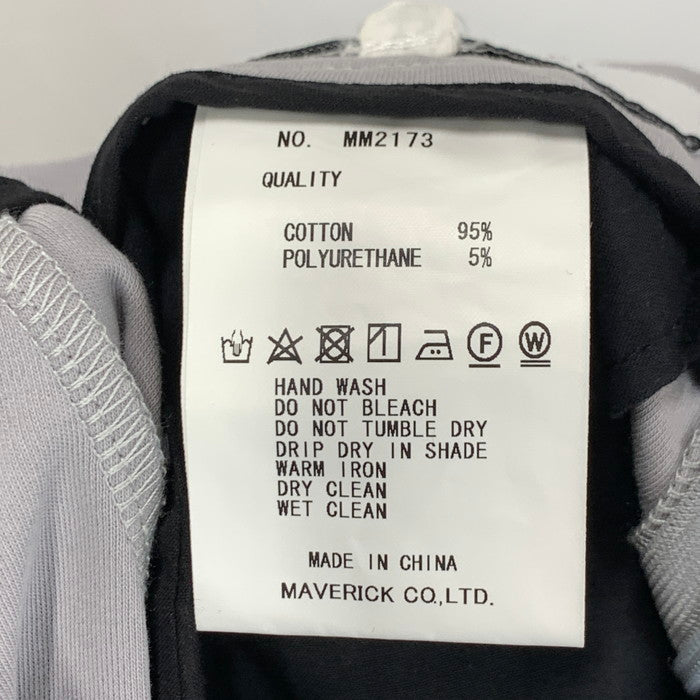 NO. MM2173
QUALITY
COTTON 95%
POLYURETHANE 5%
F W
HAND WASH
DO NOT BLEACH
DO NOT TUMBLE DRY
DRIP DRY IN SHADE
WARM IRON
DRY CLEAN
WET CLEAN
MADE IN CHINA
MAVERICK CO.,LTD.